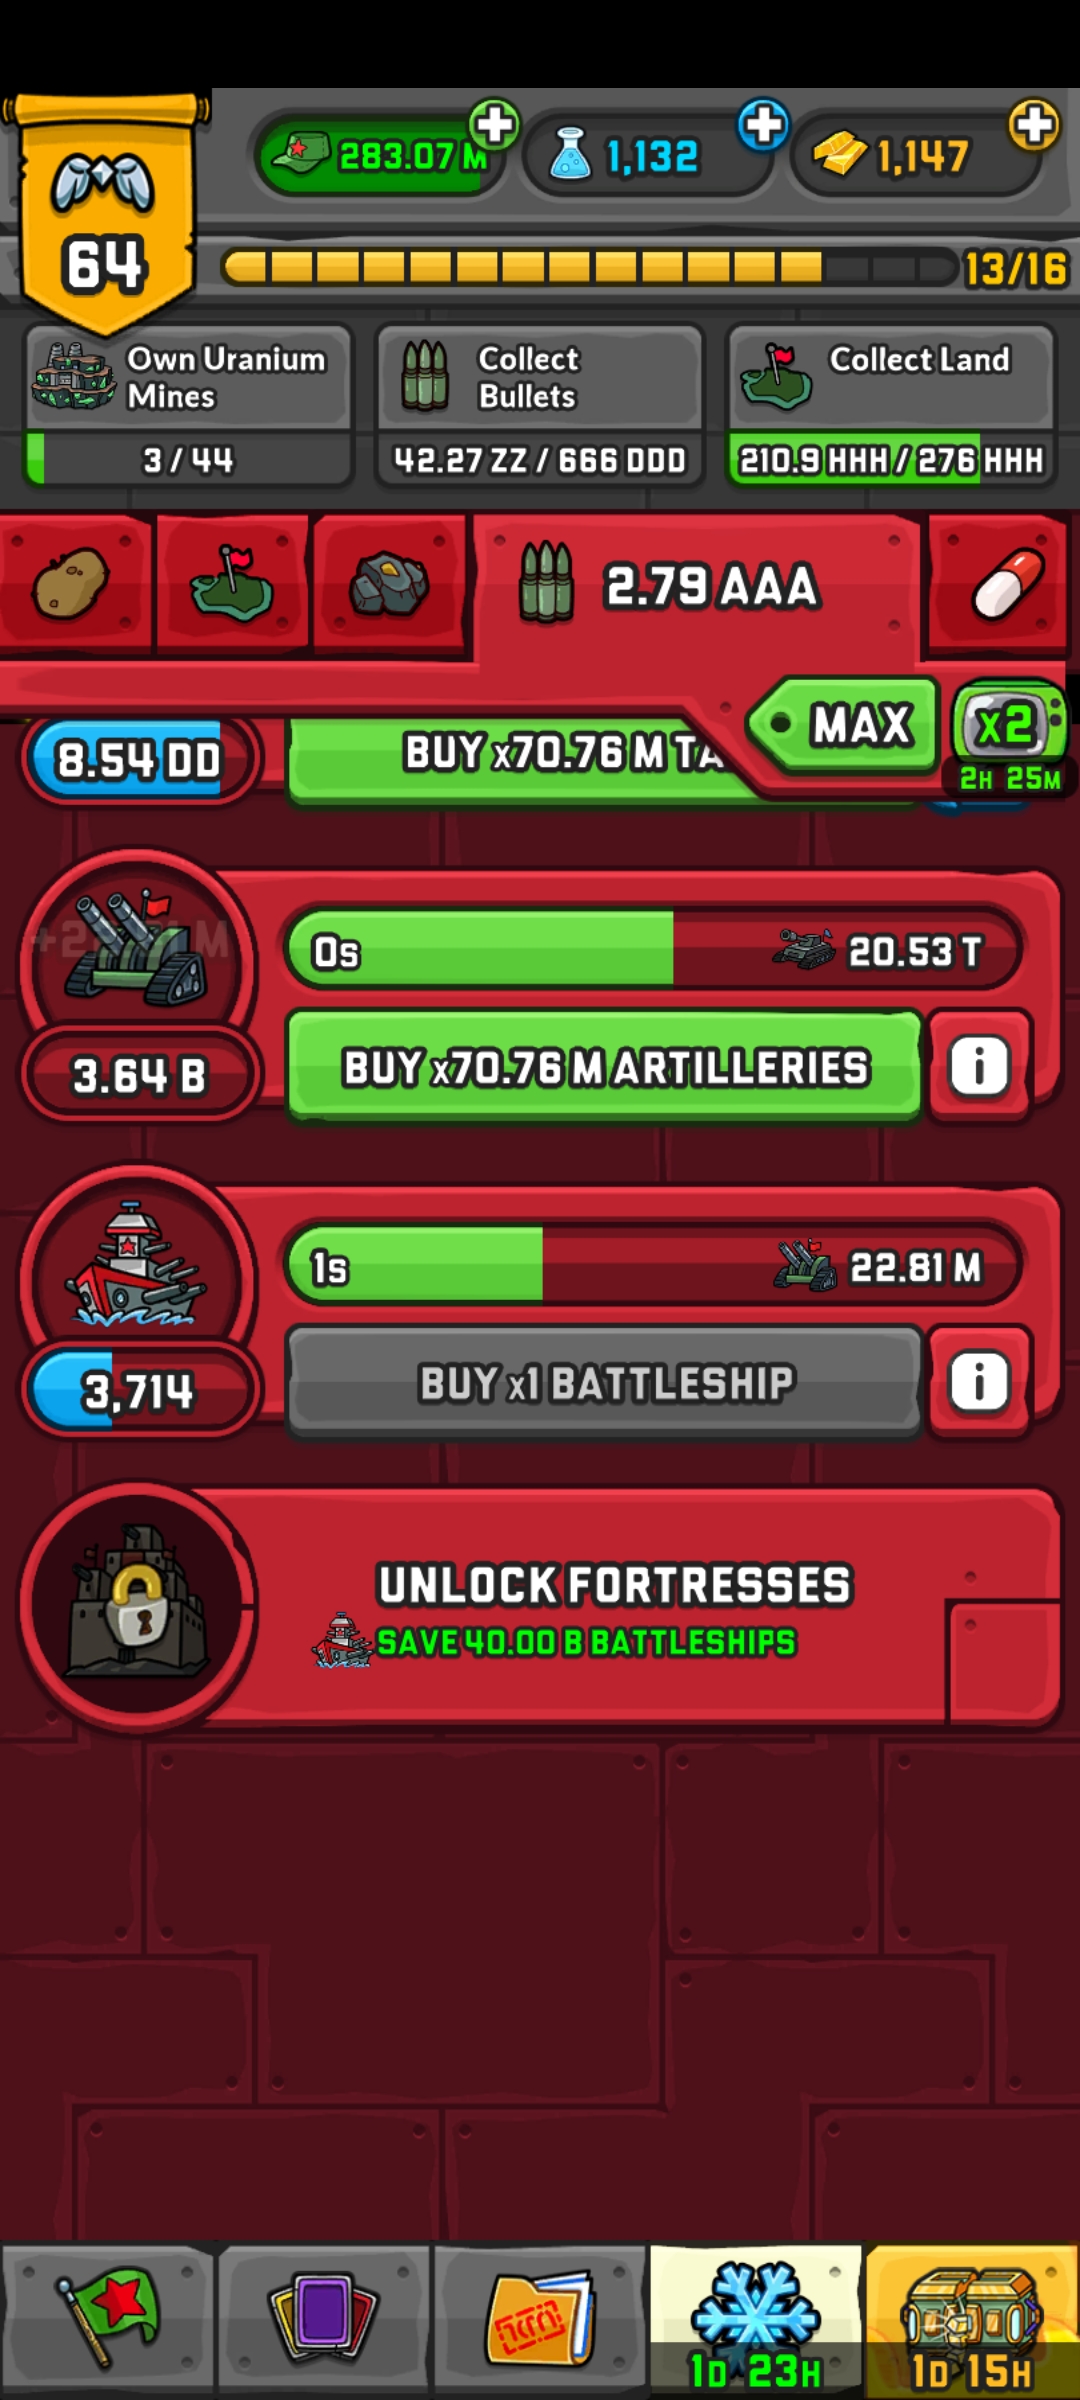 64
283.07 M
1,132
1,147
13/16
Own Uranium
Mines
3 / 44
Collect
Bullets
42.27 ZZ / 666 DDD
Collect Land
210.9 HHH / 276 HHH
2.79 AAA
MAX
X2
2H 25M
8.54 DD
BUY x70.76 M TA
0s
20.53 T
3.64 B
BUY x70.76 M ARTILLERIES
i
1s
22.81 M
3,714
BUY x1 BATTLESHIP
i
UNLOCK FORTRESSES
SAVE 40.00 B BATTLESHIPS
1D 23H
1D 15H